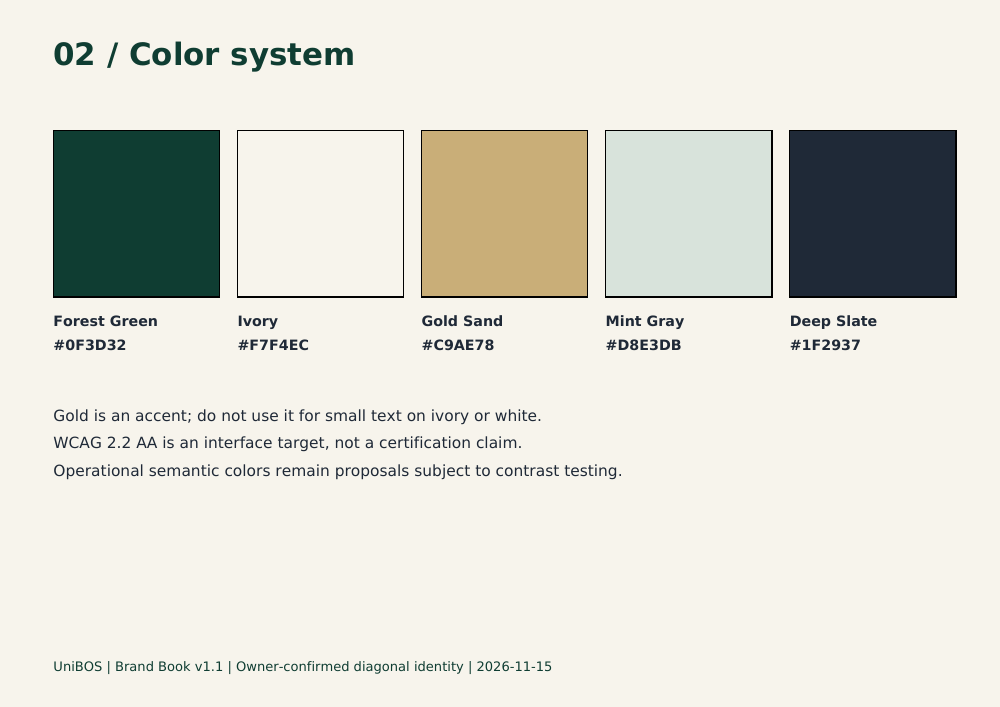 02 / Color system
Forest Green
#0F3D32
Ivory
#F7F4EC
Gold Sand
#C9AE78
Mint Gray
#D8E3DB
Deep Slate
#1F2937
Gold is an accent; do not use it for small text on ivory or white.
WCAG 2.2 AA is an interface target, not a certification claim.
Operational semantic colors remain proposals subject to contrast testing.
UniBOS | Brand Book v1.1 | Owner-confirmed diagonal identity | 2026-11-15